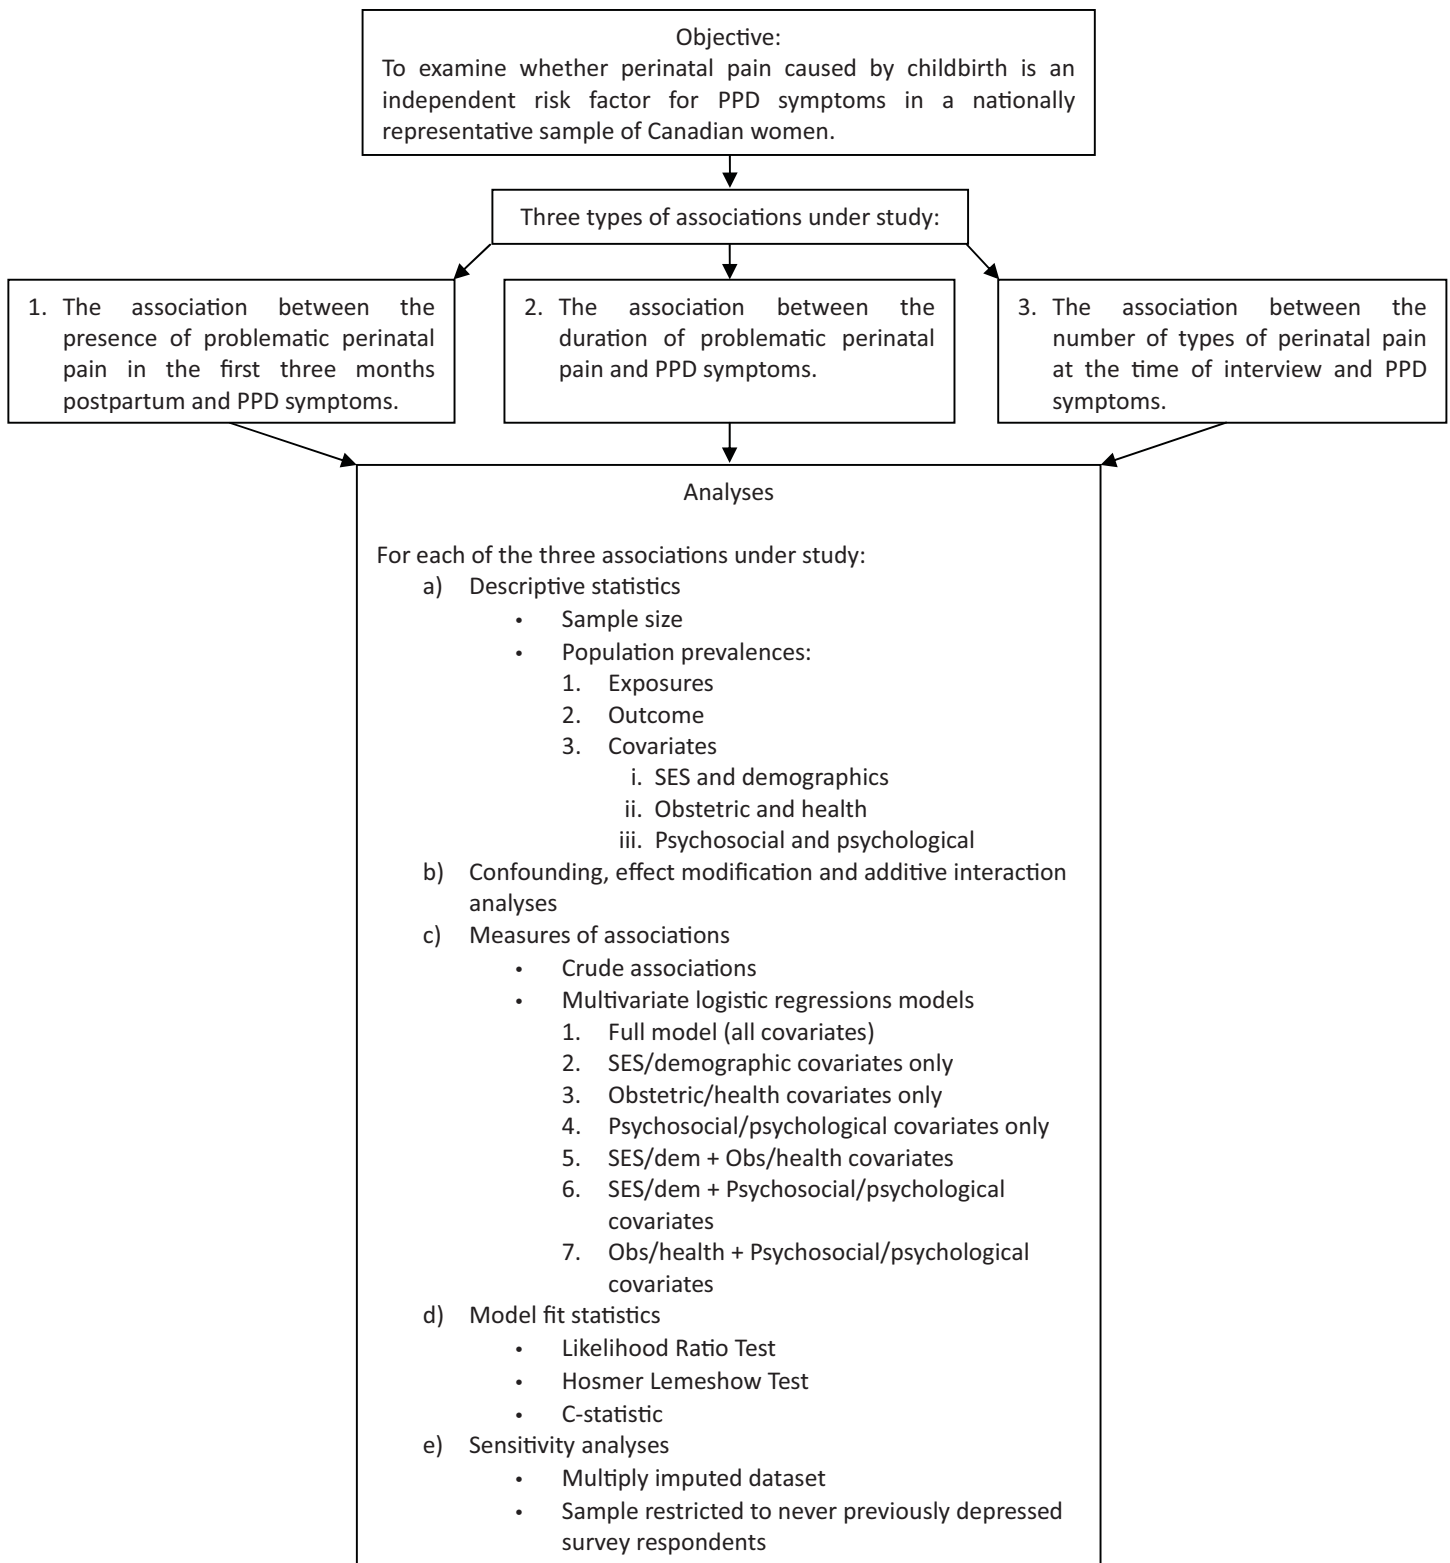 Objective:
To examine whether perinatal pain caused by childbirth is an
independent risk factor for PPD symptoms in a nationally
representative sample of Canadian women.
Three types of associations under study:
1. The association between the
presence of problematic perinatal
pain in the first three months
postpartum and PPD symptoms.
2. The association between the
duration of problematic perinatal
pain and PPD symptoms.
3. The association between the
number of types of perinatal pain
at the time of interview and PPD
symptoms.
Analyses
For each of the three associations under study:
a) Descriptive statistics
• Sample size
• Population prevalences:
1. Exposures
2. Outcome
3. Covariates
i. SES and demographics
ii. Obstetric and health
iii. Psychosocial and psychological
b) Confounding, effect modification and additive interaction
analyses
c) Measures of associations
• Crude associations
• Multivariate logistic regressions models
1. Full model (all covariates)
2. SES/demographic covariates only
3. Obstetric/health covariates only
4. Psychosocial/psychological covariates only
5. SES/dem + Obs/health covariates
6. SES/dem + Psychosocial/psychological
covariates
7. Obs/health + Psychosocial/psychological
covariates
d) Model fit statistics
• Likelihood Ratio Test
• Hosmer Lemeshow Test
• C-statistic
e) Sensitivity analyses
• Multiply imputed dataset
• Sample restricted to never previously depressed
survey respondents